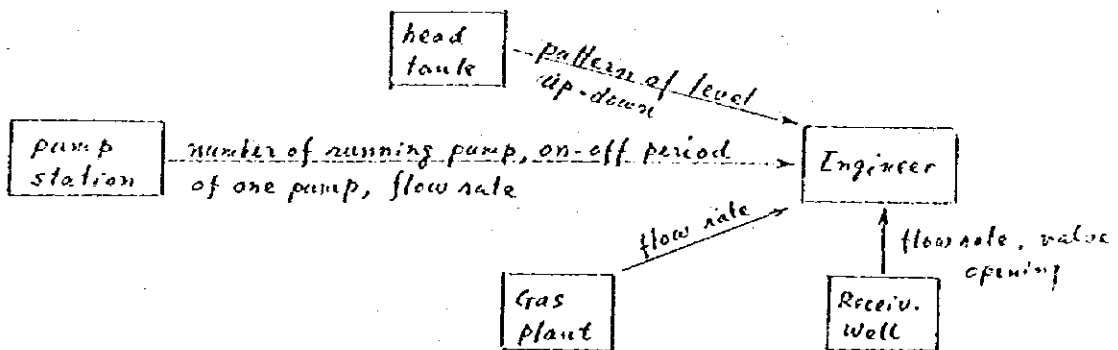 head
tank
pattern of level
up-down
pump
station
number of running pump, on-off period
of one pump, flow rate
Engineer
flow rate
flow rate, valve
opening
Gas
plant
Receiv.
Well